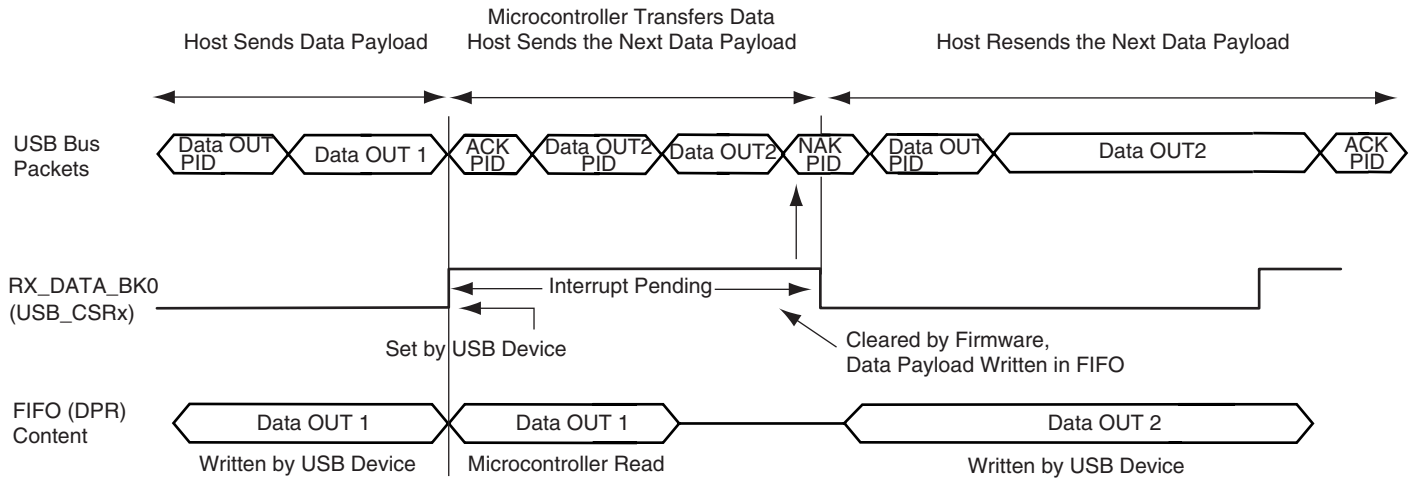 Microcontroller Transfers Data
Host Sends Data Payload
Host Sends the Next Data Payload
Host Resends the Next Data Payload
USB Bus
Packets
Data OUT
PID
Data OUT 1
ACK
PID
Data OUT2
PID
Data OUT2
NAK
PID
Data OUT
PID
Data OUT2
ACK
PID
RX_DATA_BK0
(USB_CSRx)
Interrupt Pending
Set by USB Device
Cleared by Firmware,
Data Payload Written in FIFO
FIFO (DPR)
Content
Data OUT 1
Data OUT 1
Data OUT 2
Written by USB Device
Microcontroller Read
Written by USB Device